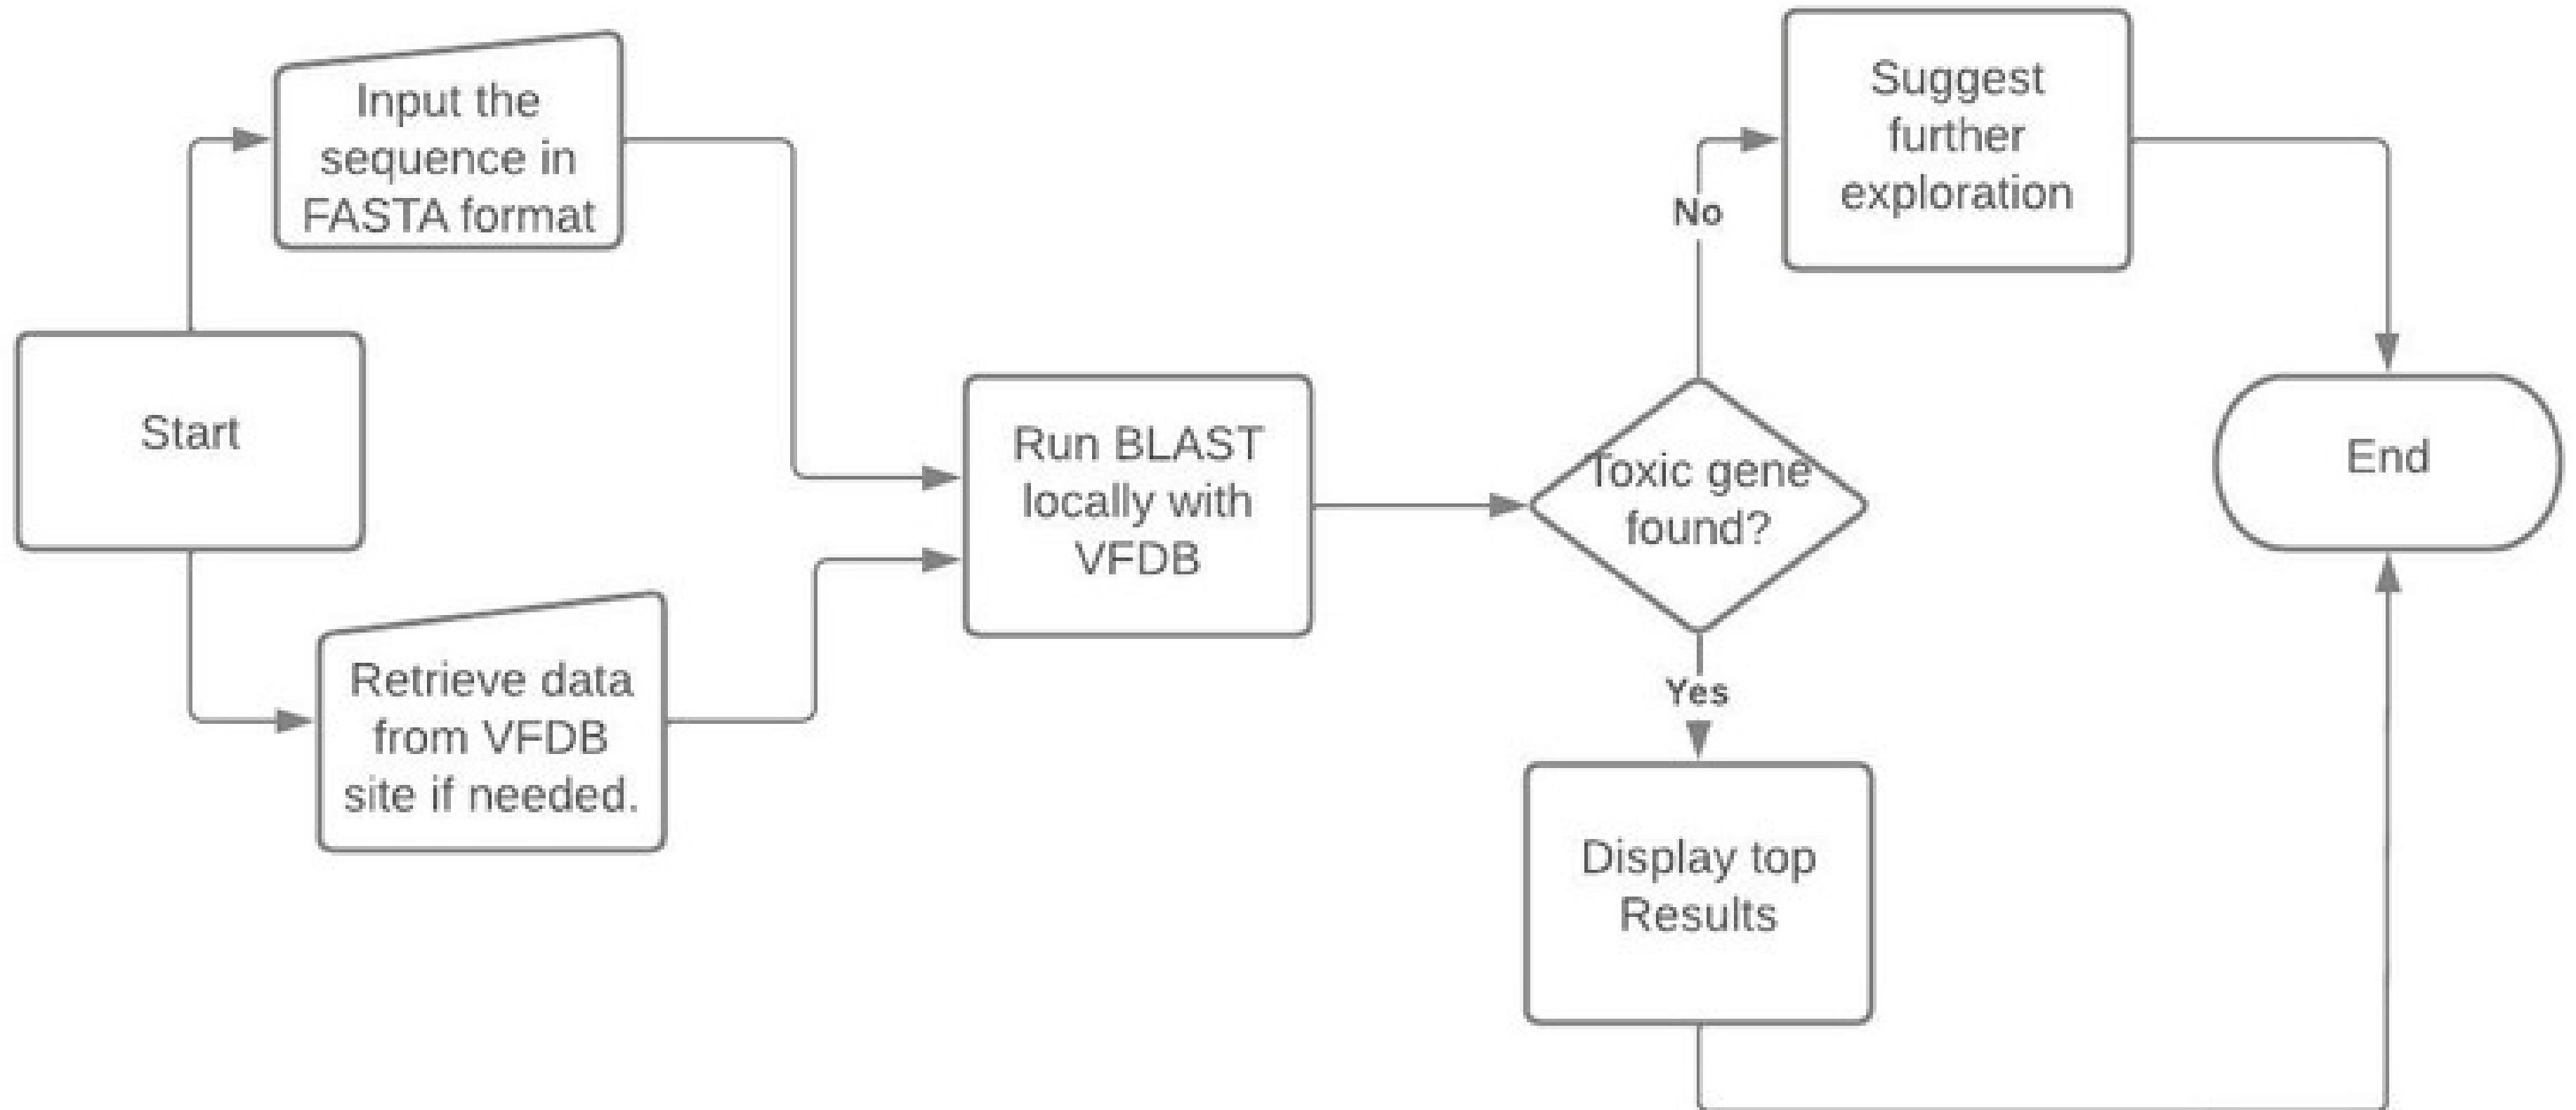 Input the
sequence in
FASTA format
Start
Retrieve data
from VFDB
site if needed.
Run BLAST
locally with
VFDB
Toxic gene
found?
No
Suggest
further
exploration
Yes
Display top
Results
End